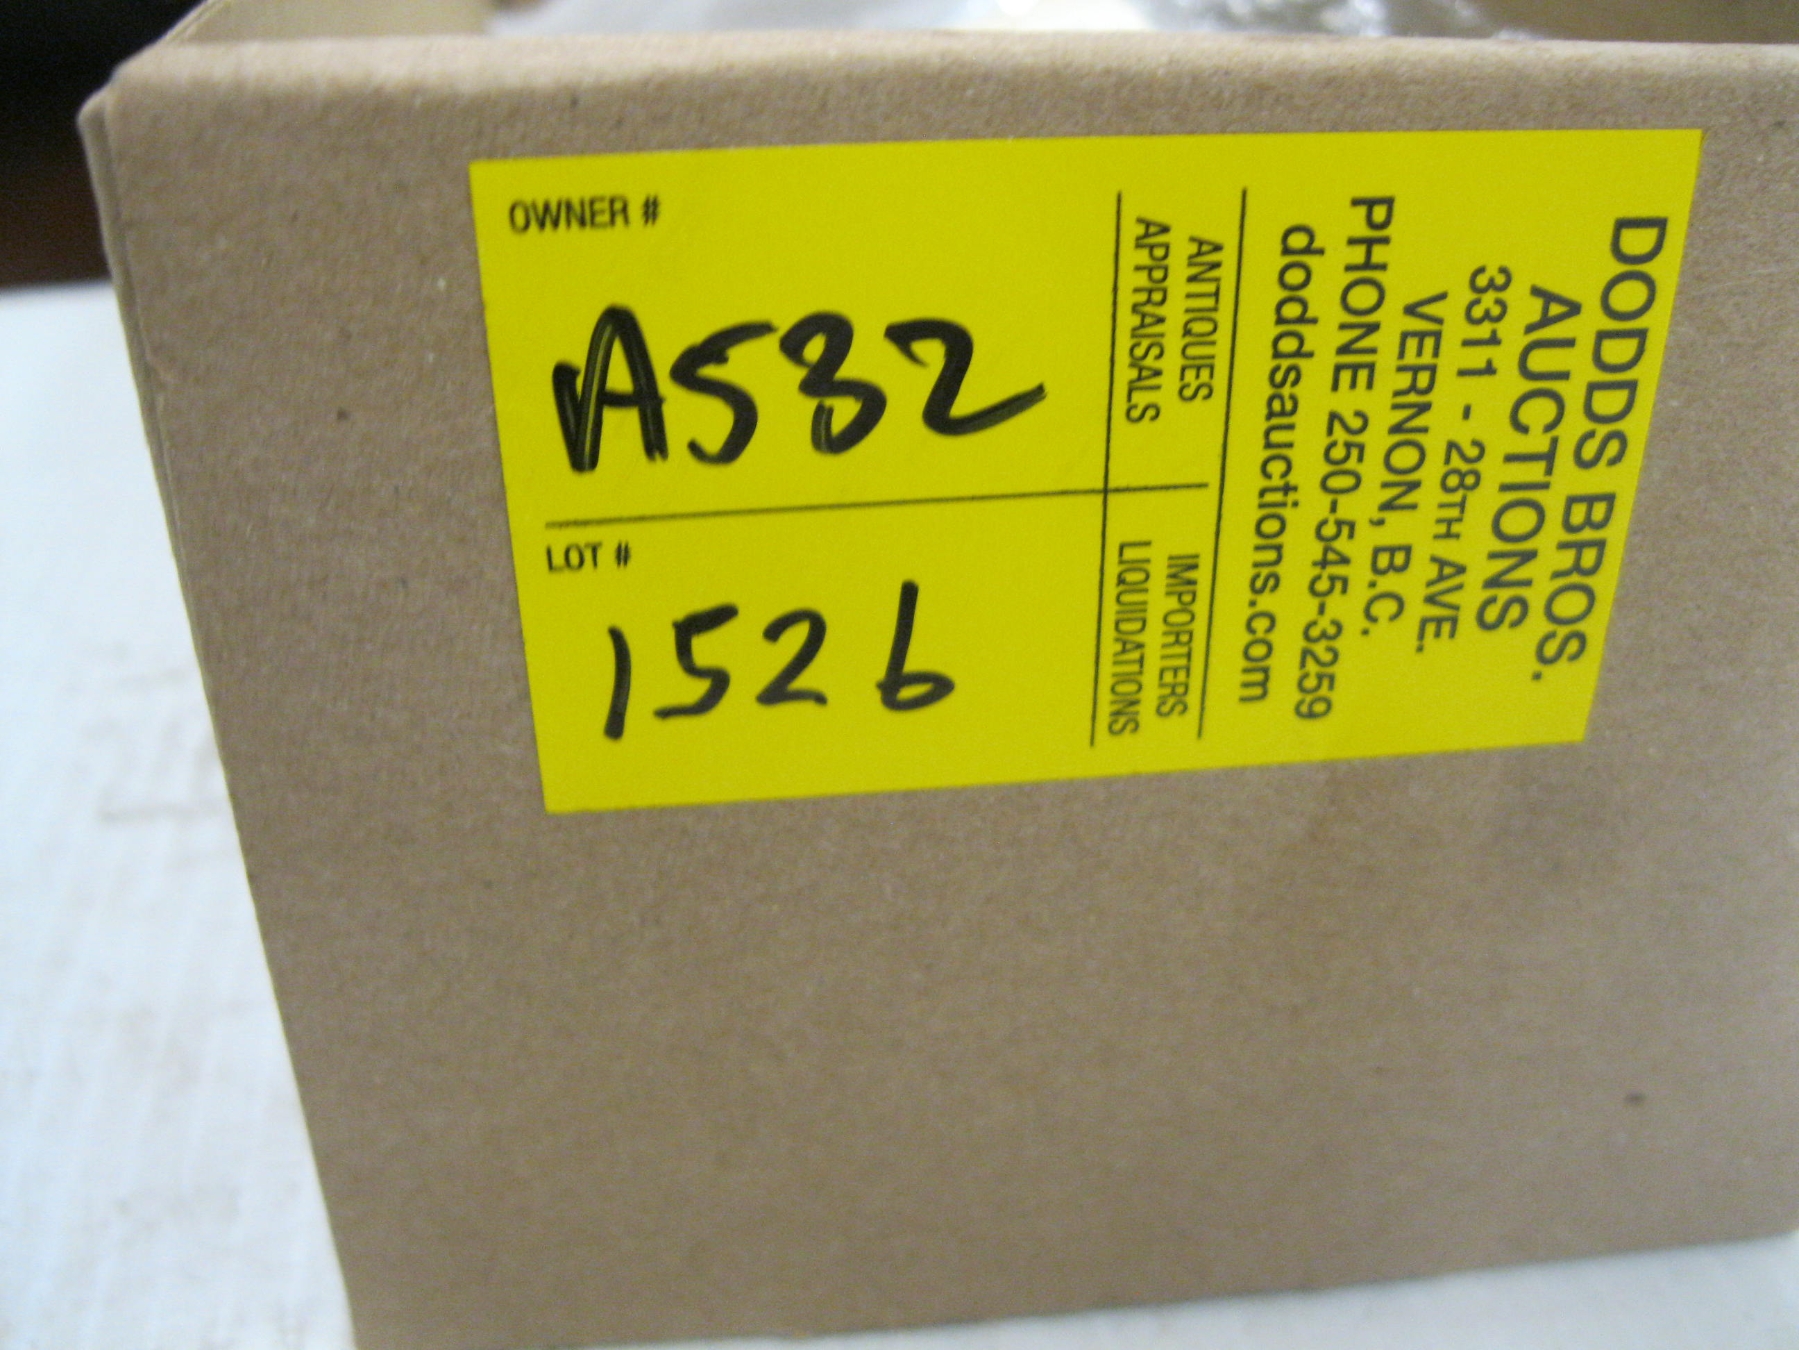 OWNER #
A532
LOT #
1526
DODDS BROS.
AUCTIONS
3311 - 28TH AVE.
VERNON, B.C.
PHONE 250-545-3259
doddsauctions.com
ANTIQUES
APPRAISALS
IMPORTERS
LIQUIDATIONS